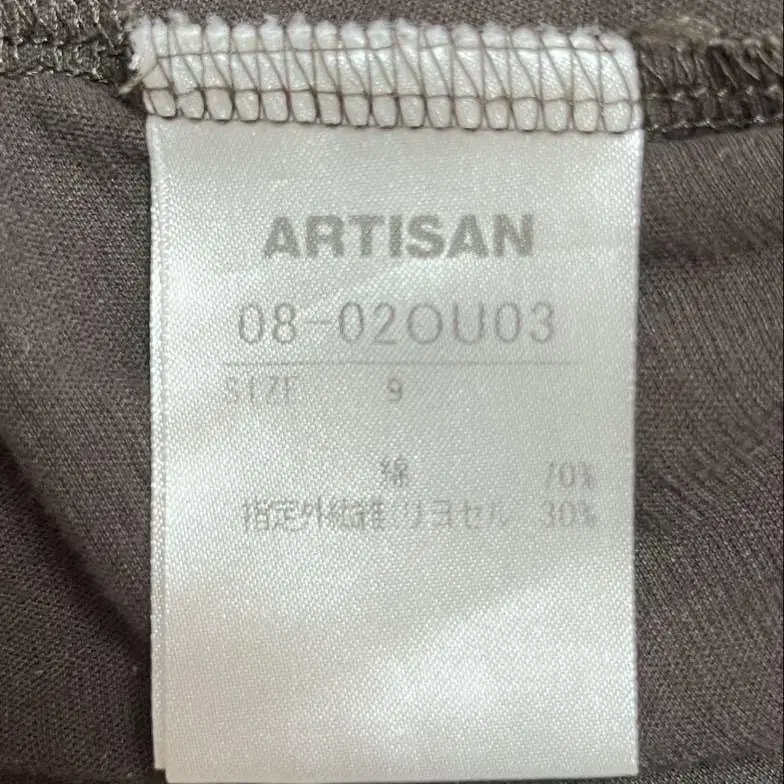 ARTISAN
08-02OU03
SIZE 9
綿 70%
指定外繊維 リヨセル 30%